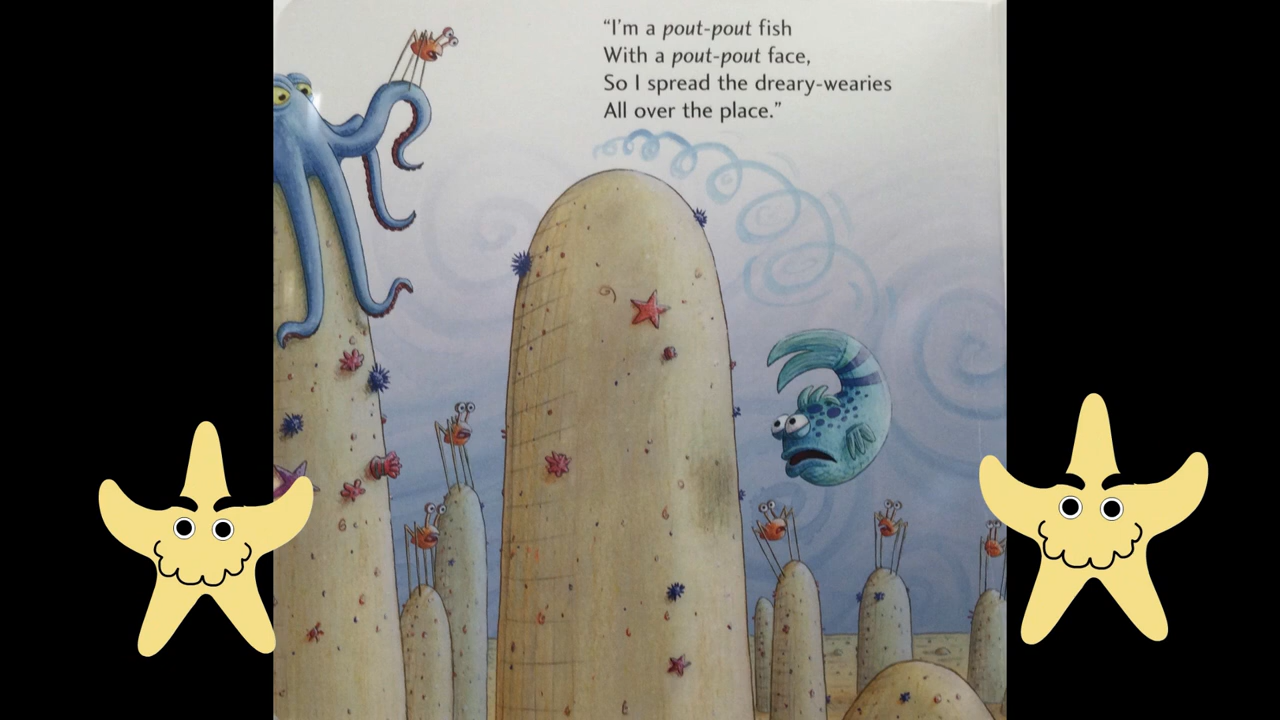 “I’m a pout-pout fish
With a pout-pout face,
So I spread the dreary-wearies
All over the place.”